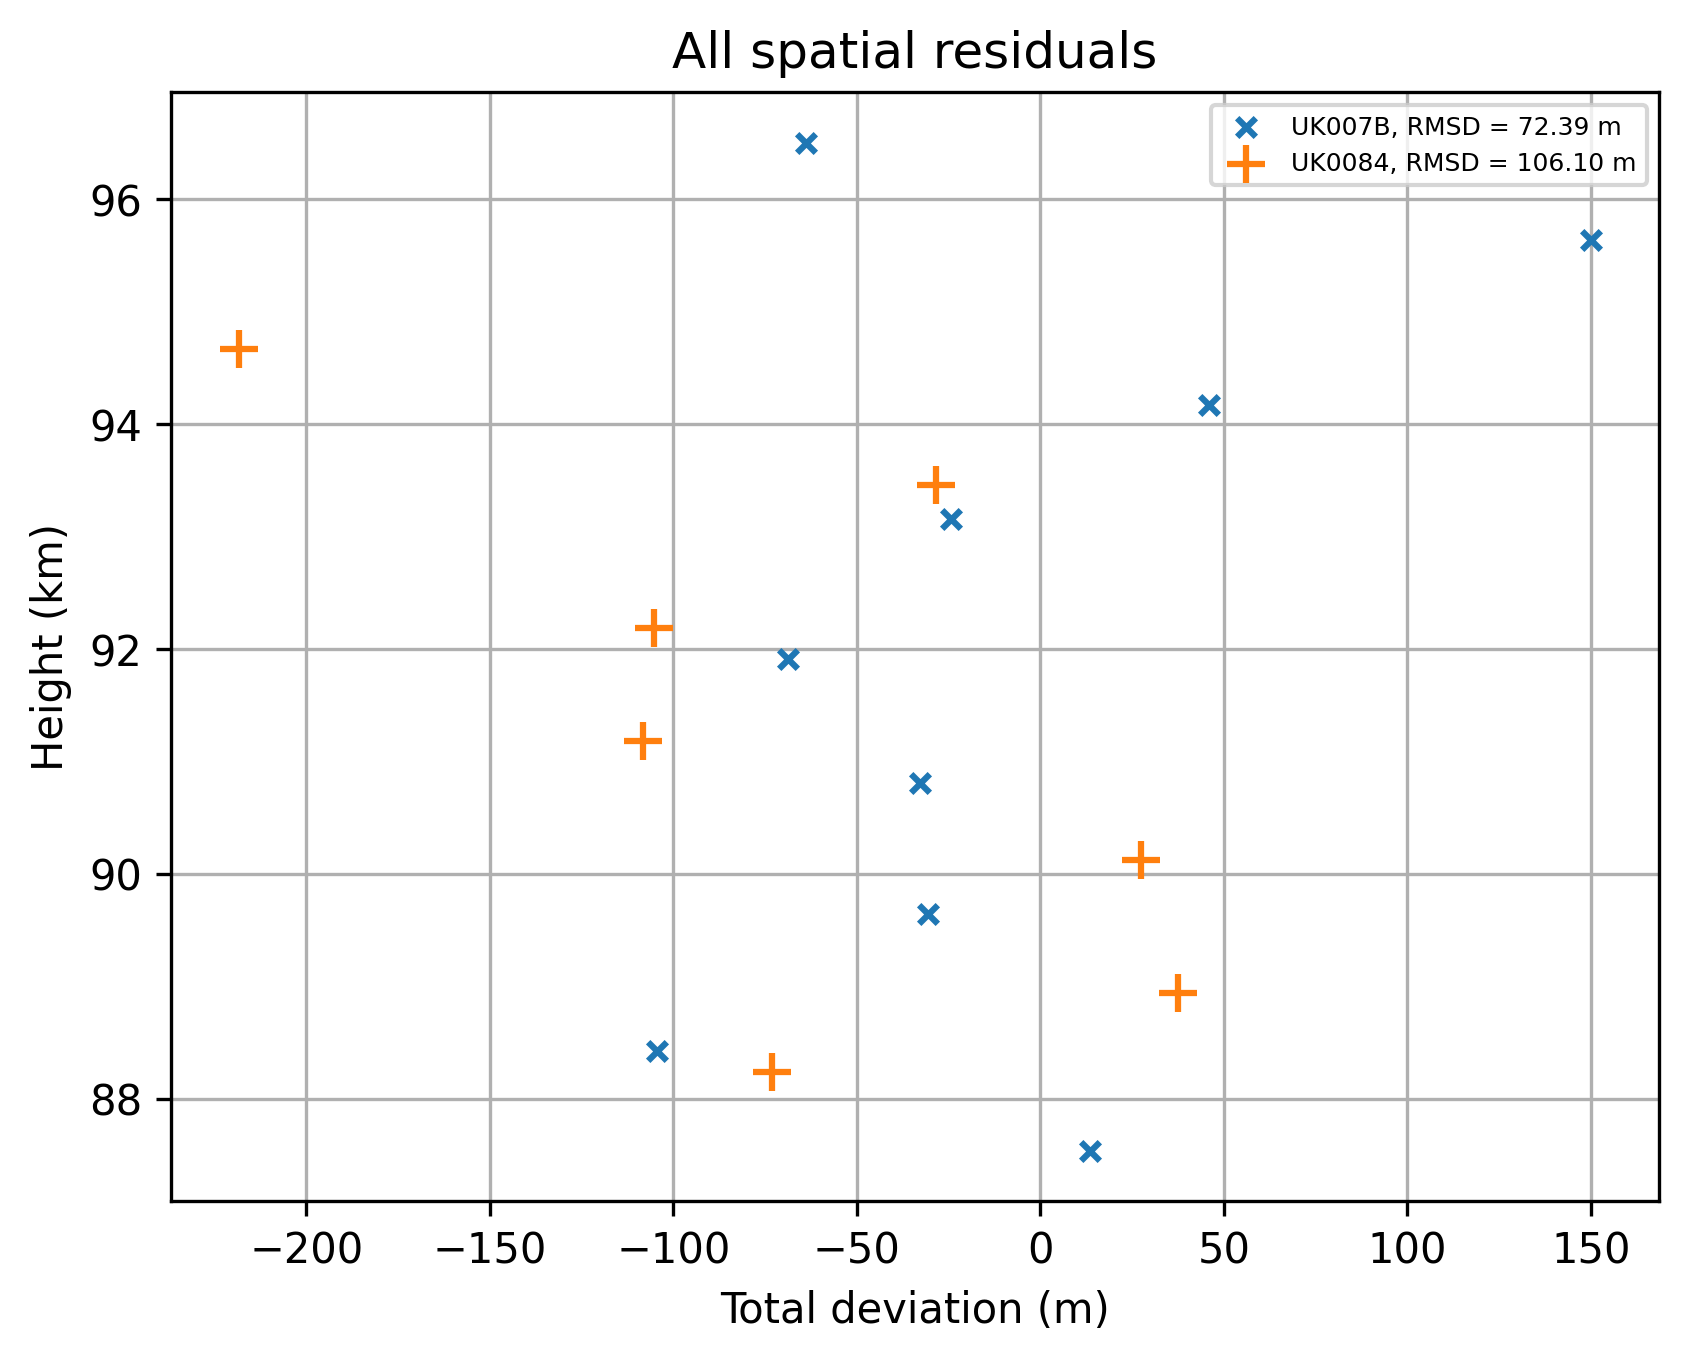 All spatial residuals
UK007B, RMSD = 72.39 m
UK0084, RMSD = 106.10 m
96
94
92
90
88
Height (km)
−200 −150 −100 −50 0 50 100 150
Total deviation (m)